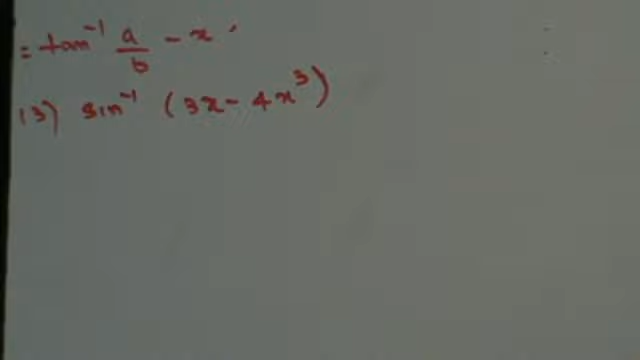 = tan⁻¹ a/b - x
13) sin⁻¹ (3x - 4x³)